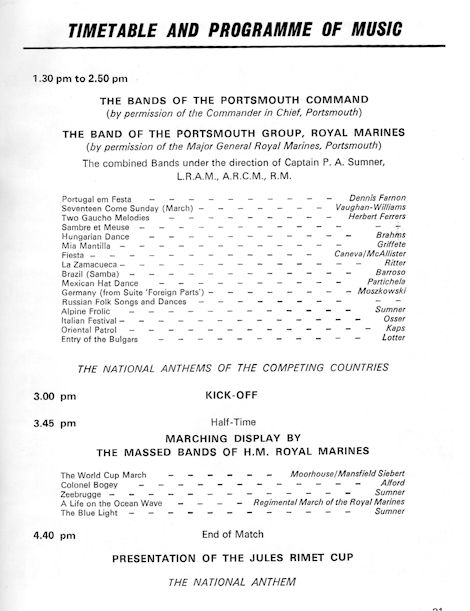 TIMETABLE AND PROGRAMME OF MUSIC
1.30 pm to 2.50 pm
THE BANDS OF THE PORTSMOUTH COMMAND
(by permission of the Commander in Chief, Portsmouth)
THE BAND OF THE PORTSMOUTH GROUP, ROYAL MARINES
(by permission of the Major General Royal Marines, Portsmouth)
The combined Bands under the direction of Captain P. A. Sumner,
L.R.A.M., A.R.C.M., R.M.
Portugal em Festa - - - - - - - - - - Dennis Farnon
Seventeen Come Sunday (March) - - - - - - - Vaughan-Williams
Two Gaucho Melodies - - - - - - - - Herbert Ferrers
Sambre et Meuse - - - - - - - - - - - -
Hungarian Dance - - - - - - - - - - - Brahms
Mia Mantilla - - - - - - - - - - - - Griffete
Fiesta - - - - - - - - - - - Caneva/McAllister
La Zamacueca - - - - - - - - - - - Ritter
Brazil (Samba) - - - - - - - - - - - Barroso
Mexican Hat Dance - - - - - - - - - Partichela
Germany (from Suite 'Foreign Parts') - - - - - - - Moszkowski
Russian Folk Songs and Dances - - - - - - - - - -
Alpine Frolic - - - - - - - - - - - Sumner
Italian Festival - - - - - - - - - - - - Osser
Oriental Patrol - - - - - - - - - - - - Kaps
Entry of the Bulgars - - - - - - - - - - Lotter
THE NATIONAL ANTHEMS OF THE COMPETING COUNTRIES
3.00 pm KICK-OFF
3.45 pm Half-Time
MARCHING DISPLAY BY
THE MASSED BANDS OF H.M. ROYAL MARINES
The World Cup March - - - - - - Moorhouse/Mansfield Siebert
Colonel Bogey - - - - - - - - - - Alford
Zeebrugge - - - - - - - - - - - Sumner
A Life on the Ocean Wave - - - - Regimental March of the Royal Marines
The Blue Light - - - - - - - - - - Sumner
4.40 pm End of Match
PRESENTATION OF THE JULES RIMET CUP
THE NATIONAL ANTHEM